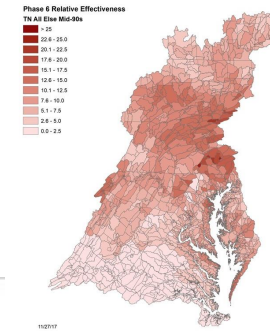 Phase 6 Relative Effectiveness
TN All Else Mid-90s
> 25
22.6 - 25.0
20.1 - 22.5
17.6 - 20.0
15.1 - 17.5
12.6 - 15.0
10.1 - 12.5
7.6 - 10.0
5.1 - 7.5
2.6 - 5.0
0.0 - 2.5
11/27/17